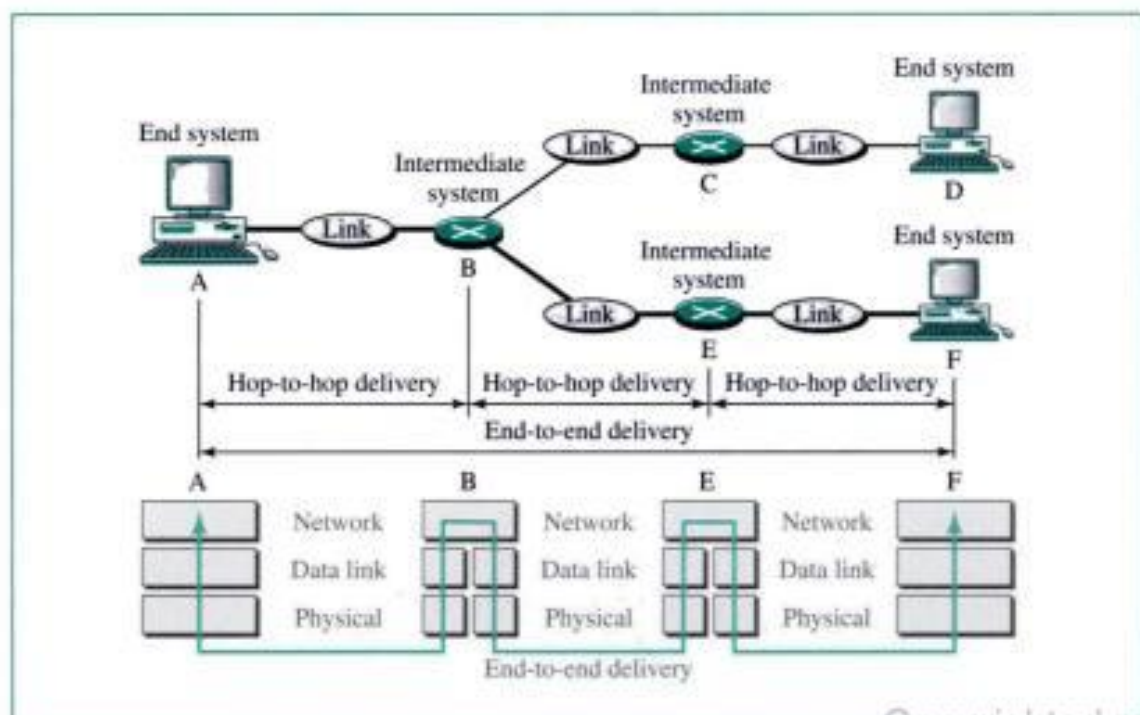 End system
Intermediate
system
End system
Link
Link
C
D
Intermediate
system
Link
A
B
Intermediate
system
End system
Link
Link
E
F
Hop-to-hop delivery
Hop-to-hop delivery
Hop-to-hop delivery
End-to-end delivery
A
B
E
F
Network
Network
Network
Data link
Data link
Data link
Physical
Physical
Physical
End-to-end delivery